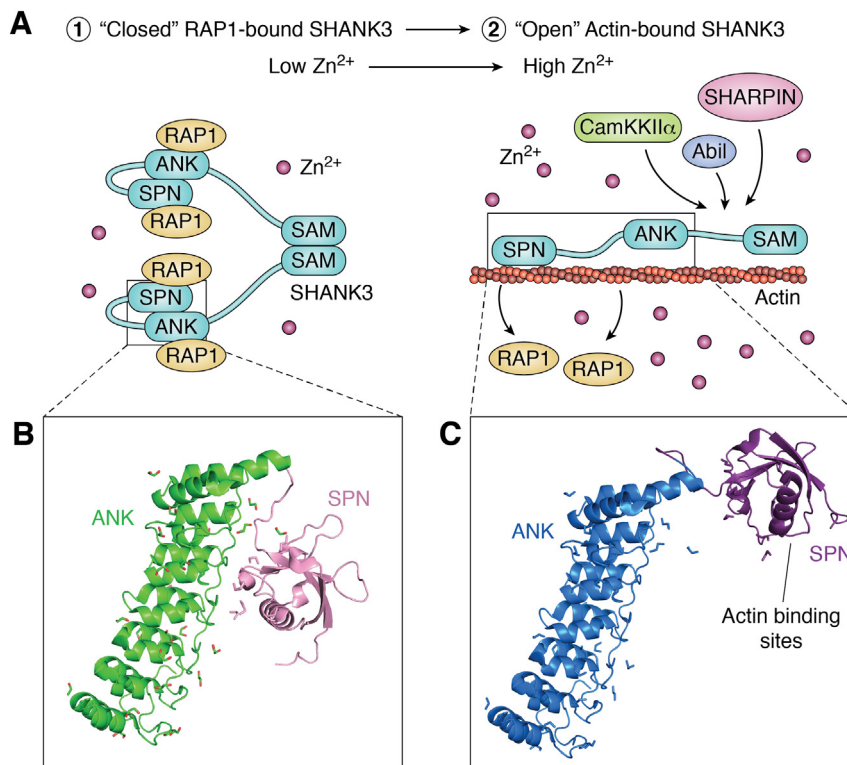 A
1 "Closed" RAP1-bound SHANK3
2 "Open" Actin-bound SHANK3
Low Zn2+
High Zn2+
RAP1
ANK
SPN
RAP1
Zn2+
SAM
SAM
SHANK3
RAP1
SPN
ANK
RAP1
Zn2+
CamKKIIα
Abil
SHARPIN
SPN
ANK
SAM
Actin
RAP1
RAP1
B
ANK
SPN
C
ANK
SPN
Actin binding
sites